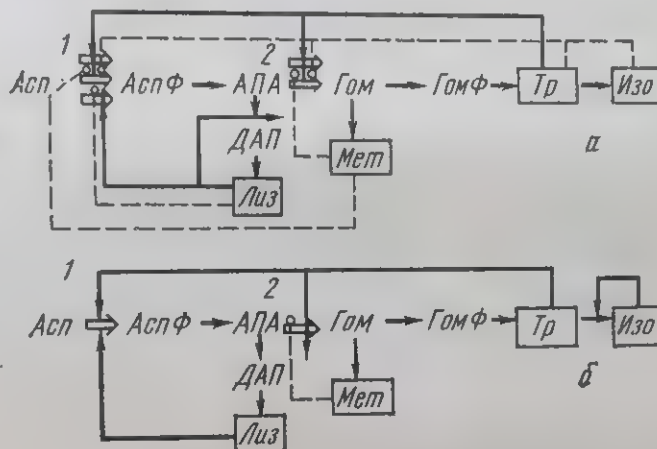 1
2
Асп
АспФ
АПА
Гом
ГомФ
Тр
Изо
ДАП
Мет
Лиз
а
1
2
Асп
АспФ
АПА
Гом
ГомФ
Тр
Изо
ДАП
Мет
Лиз
б